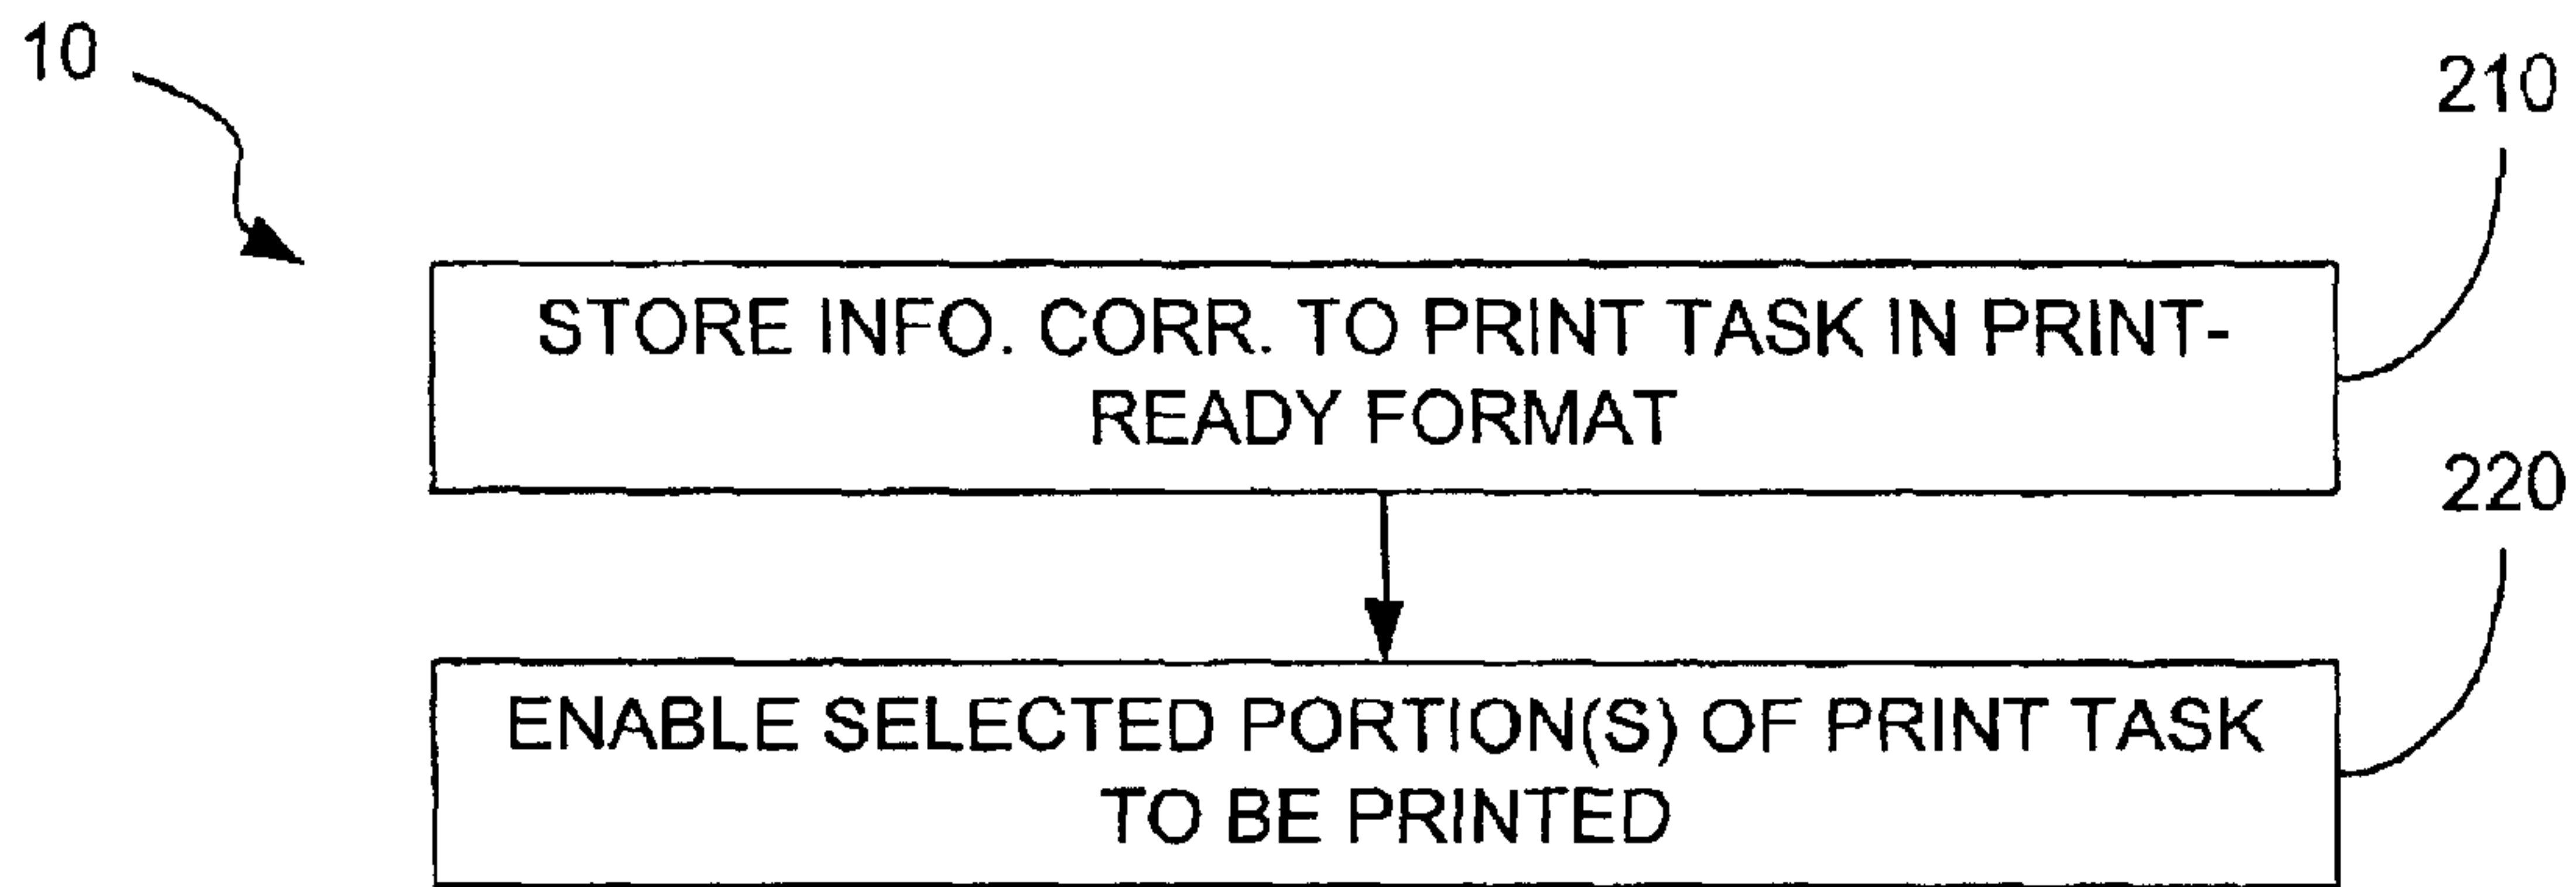 10
210
STORE INFO. CORR. TO PRINT TASK IN PRINT-
READY FORMAT
220
ENABLE SELECTED PORTION(S) OF PRINT TASK
TO BE PRINTED